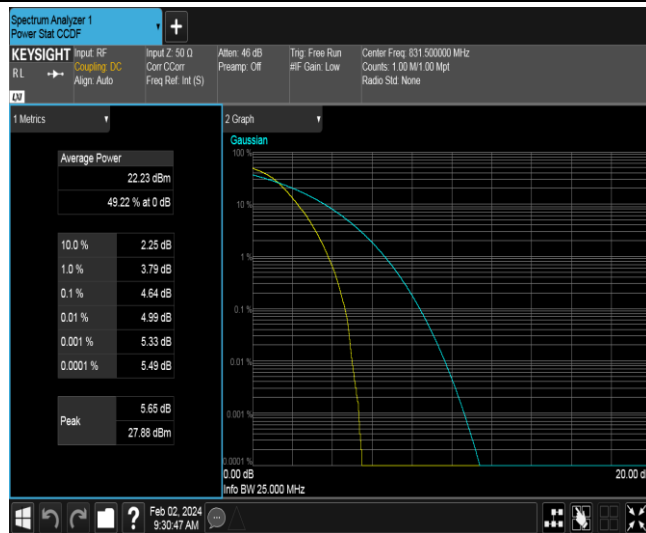 Spectrum Analyzer 1
Power Stat CCDF
KEYSIGHT
RL
Input: RF
Coupling: DC
Align: Auto
Input Z: 50 Ω
Corr CCorr
Freq Ref: Int (S)
Atten: 46 dB
Preamp: Off
Trig: Free Run
#IF Gain: Low
Center Freq: 831.500000 MHz
Counts: 1.00 M/1.00 Mpt
Radio Std: None
LXI
1 Metrics
Average Power
22.23 dBm
49.22 % at 0 dB
10.0 % 2.25 dB
1.0 % 3.79 dB
0.1 % 4.64 dB
0.01 % 4.99 dB
0.001 % 5.33 dB
0.0001 % 5.49 dB
Peak
5.65 dB
27.88 dBm
2 Graph
Gaussian
100 %
10 %
1 %
0.1 %
0.01 %
0.001 %
0.0001 %
0.00 dB
20.00 d
Info BW 25.000 MHz
?
Feb 02, 2024
9:30:47 AM